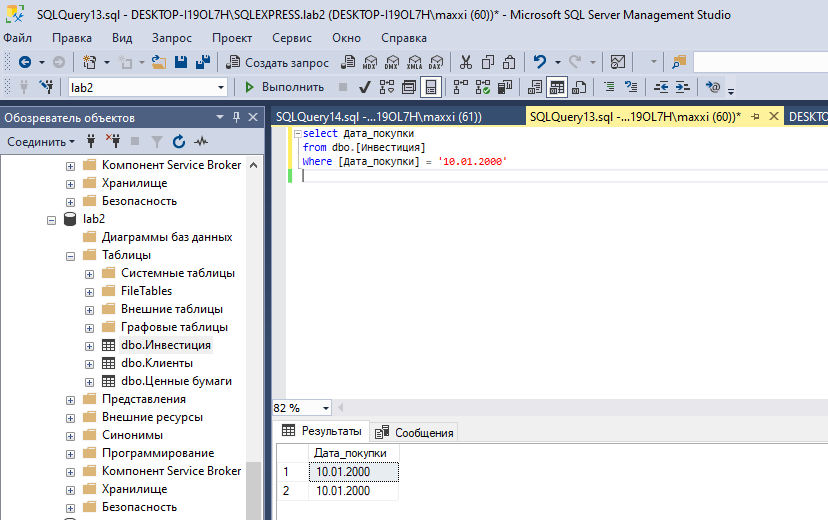 SQLQuery13.sql - DESKTOP-I19OL7H\SQLEXPRESS.lab2 (DESKTOP-I19OL7H\maxxi (60))* - Microsoft SQL Server Management Studio
Файл Правка Вид Запрос Проект Сервис Окно Справка
Создать запрос MDX DMX XMLA DAX
lab2 Выполнить
Обозреватель объектов
Соединить
Компонент Service Broker
Хранилище
Безопасность
lab2
Диаграммы баз данных
Таблицы
Системные таблицы
FileTables
Внешние таблицы
Графовые таблицы
dbo.Инвестиция
dbo.Клиенты
dbo.Ценные бумаги
Представления
Внешние ресурсы
Синонимы
Программирование
Компонент Service Broker
Хранилище
Безопасность
SQLQuery14.sql -...19OL7H\maxxi (61)) SQLQuery13.sql -...19OL7H\maxxi (60))* DESKTO
select Дата_покупки
from dbo.[Инвестиция]
Where [Дата_покупки] = '10.01.2000'
82 %
Результаты Сообщения
Дата_покупки
1 10.01.2000
2 10.01.2000